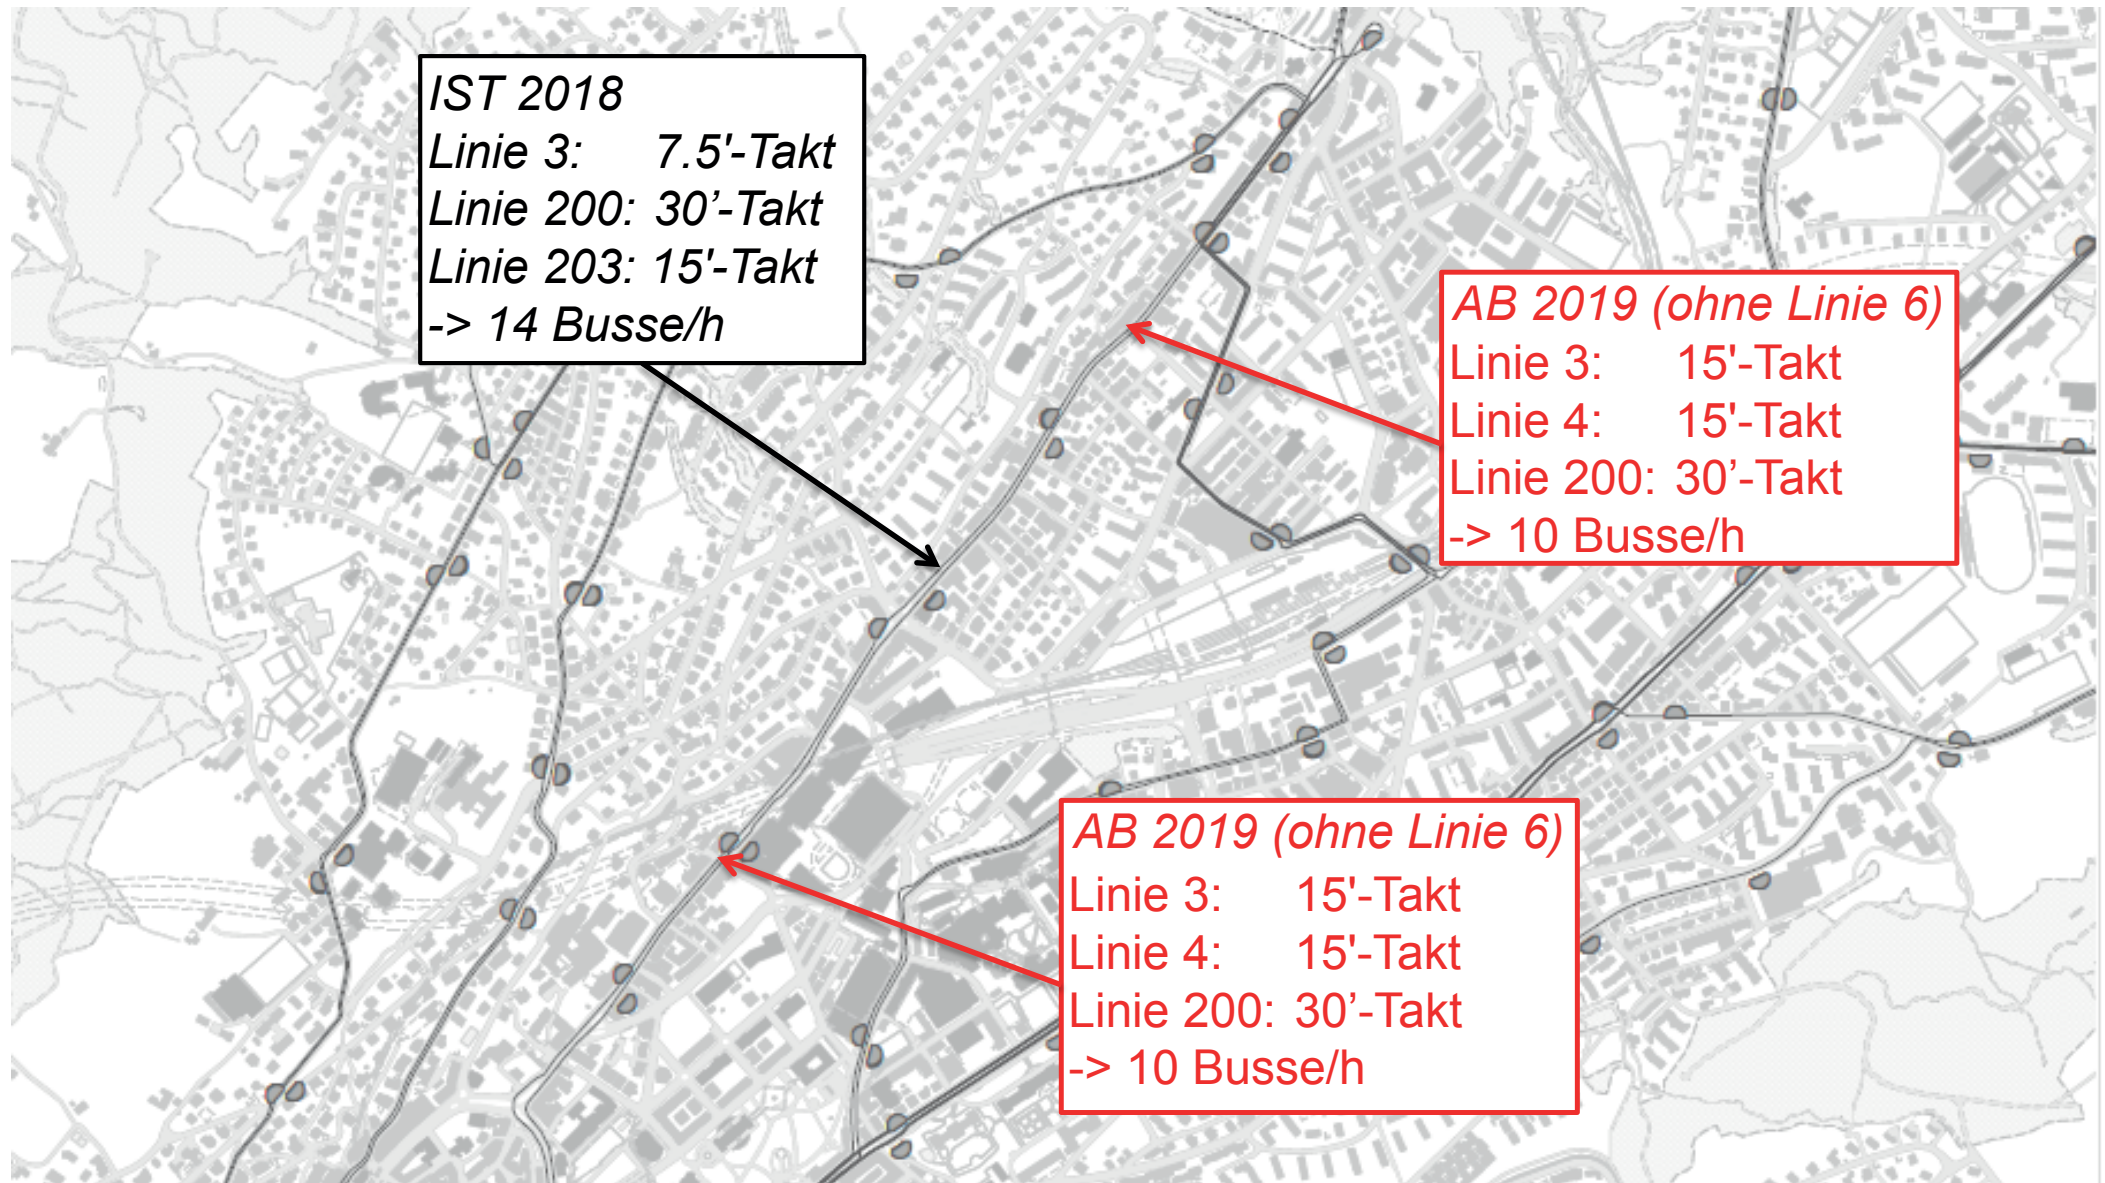 IST 2018
Linie 3: 7.5'-Takt
Linie 200: 30’-Takt
Linie 203: 15'-Takt
-> 14 Busse/h
AB 2019 (ohne Linie 6)
Linie 3: 15'-Takt
Linie 4: 15'-Takt
Linie 200: 30’-Takt
-> 10 Busse/h
AB 2019 (ohne Linie 6)
Linie 3: 15'-Takt
Linie 4: 15'-Takt
Linie 200: 30’-Takt
-> 10 Busse/h